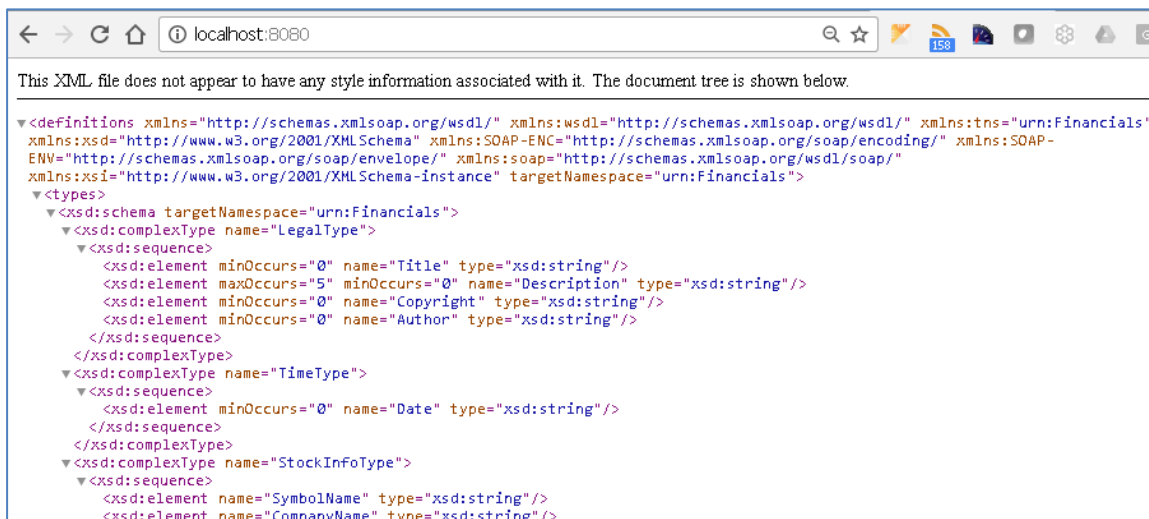 localhost:8080
158
This XML file does not appear to have any style information associated with it. The document tree is shown below.
▼<definitions xmlns="http://schemas.xmlsoap.org/wsdl/" xmlns:wsdl="http://schemas.xmlsoap.org/wsdl/" xmlns:tns="urn:Financials"
xmlns:xsd="http://www.w3.org/2001/XMLSchema" xmlns:SOAP-ENC="http://schemas.xmlsoap.org/soap/encoding/" xmlns:SOAP-
ENV="http://schemas.xmlsoap.org/soap/envelope/" xmlns:soap="http://schemas.xmlsoap.org/wsdl/soap/"
xmlns:xsi="http://www.w3.org/2001/XMLSchema-instance" targetNamespace="urn:Financials">
▼<types>
▼<xsd:schema targetNamespace="urn:Financials">
▼<xsd:complexType name="LegalType">
▼<xsd:sequence>
<xsd:element minOccurs="0" name="Title" type="xsd:string"/>
<xsd:element maxOccurs="5" minOccurs="0" name="Description" type="xsd:string"/>
<xsd:element minOccurs="0" name="Copyright" type="xsd:string"/>
<xsd:element minOccurs="0" name="Author" type="xsd:string"/>
</xsd:sequence>
</xsd:complexType>
▼<xsd:complexType name="TimeType">
▼<xsd:sequence>
<xsd:element minOccurs="0" name="Date" type="xsd:string"/>
</xsd:sequence>
</xsd:complexType>
▼<xsd:complexType name="StockInfoType">
▼<xsd:sequence>
<xsd:element name="SymbolName" type="xsd:string"/>
<xsd:element name="CompanyName" type="xsd:string"/>